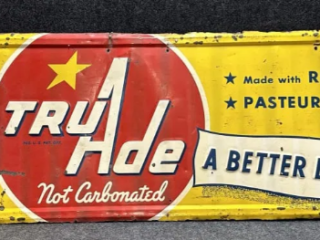 TRU Ade
Not Carbonated
★ Made with R
★ PASTEUR
A BETTER